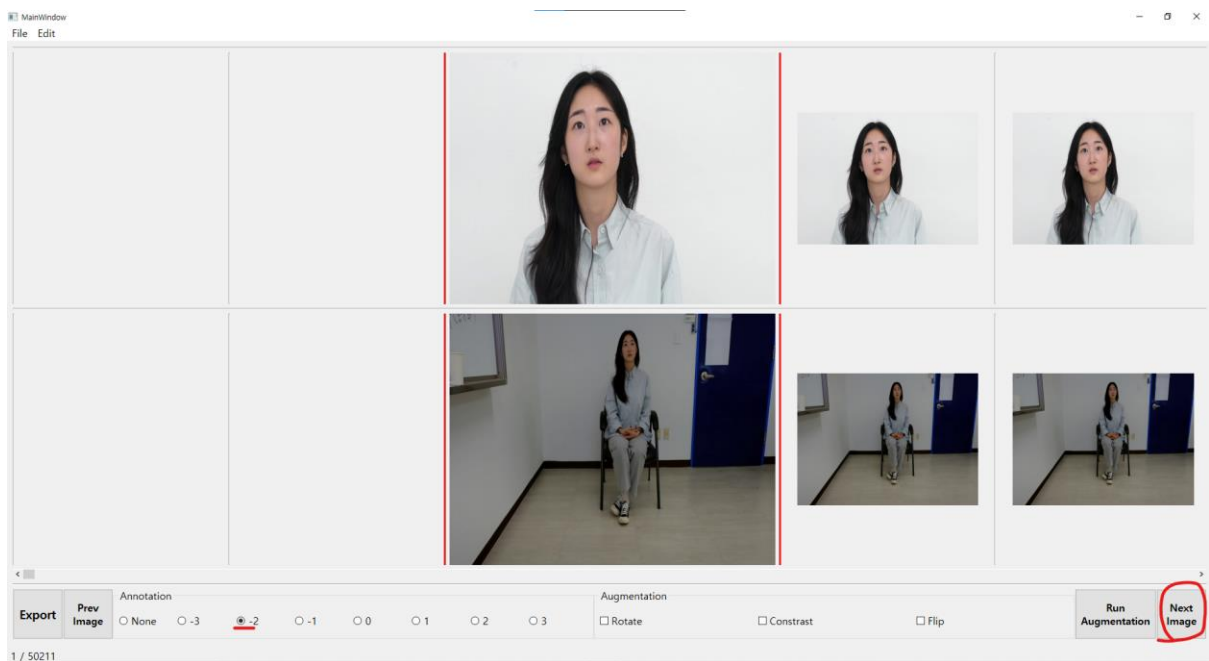 MainWindow
File Edit
Export
Prev
Image
Annotation
None -3 -2 -1 0 1 2 3
Augmentation
Rotate Constrast Flip
Run
Augmentation
Next
Image
1 / 50211